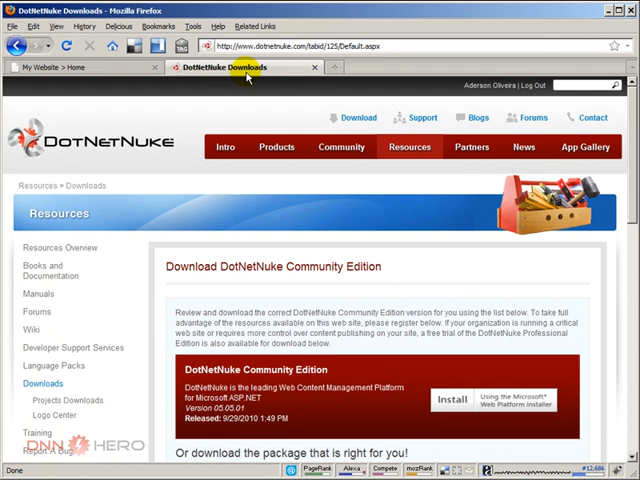 DotNetNuke Downloads - Mozilla Firefox
File Edit View History Delicious Bookmarks Tools Help Related Links
http://www.dotnetnuke.com/tabid/125/Default.aspx
TAG
My Website > Home
DotNetNuke Downloads
Aderson Oliveira | Log Out
Download Support Blogs Forums Contact
DOTNETNUKE
Intro Products Community Resources Partners News App Gallery
Resources > Downloads
Resources
Resources Overview
Books and
Documentation
Manuals
Forums
Wiki
Developer Support Services
Language Packs
Downloads
Projects Downloads
Logo Center
Training
Report A Bug
DNN HERO
Download DotNetNuke Community Edition
Review and download the correct DotNetNuke Community Edition version for you using the list below. To take full
advantage of the resources available on this web site, please register below. If your organization is running a critical
web site or requires more control over content publishing on your site, a free trial of the DotNetNuke Professional
Edition is also available for download below.
DotNetNuke Community Edition
DotNetNuke is the leading Web Content Management Platform
for Microsoft ASP.NET
Version 05.05.01
Released: 9/29/2010 1:49 PM
Install
Using the Microsoft®
Web Platform Installer
Or download the package that is right for you!
Done
PageRank Alexa Compete mozRank #12,686